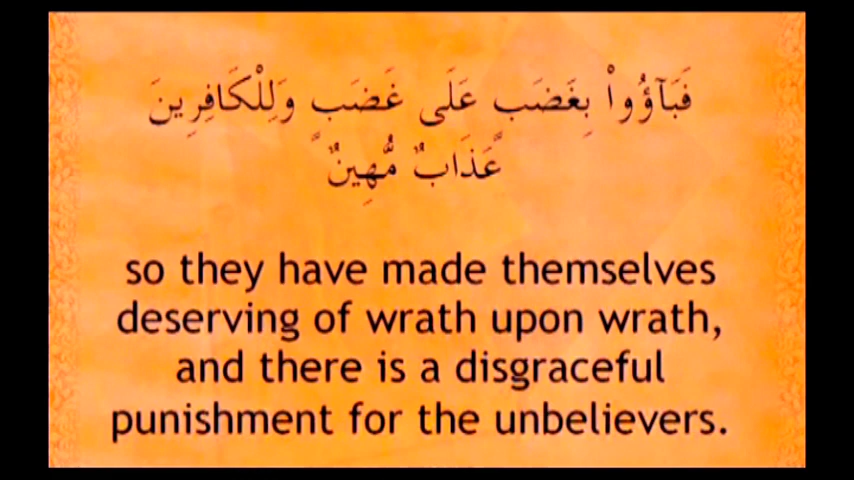 فَبَآؤُواْ بِغَضَبٍ عَلَى غَضَبٍ وَلِلْكَافِرِينَ
عَذَابٌ مُّهِينٌ
so they have made themselves
deserving of wrath upon wrath,
and there is a disgraceful
punishment for the unbelievers.